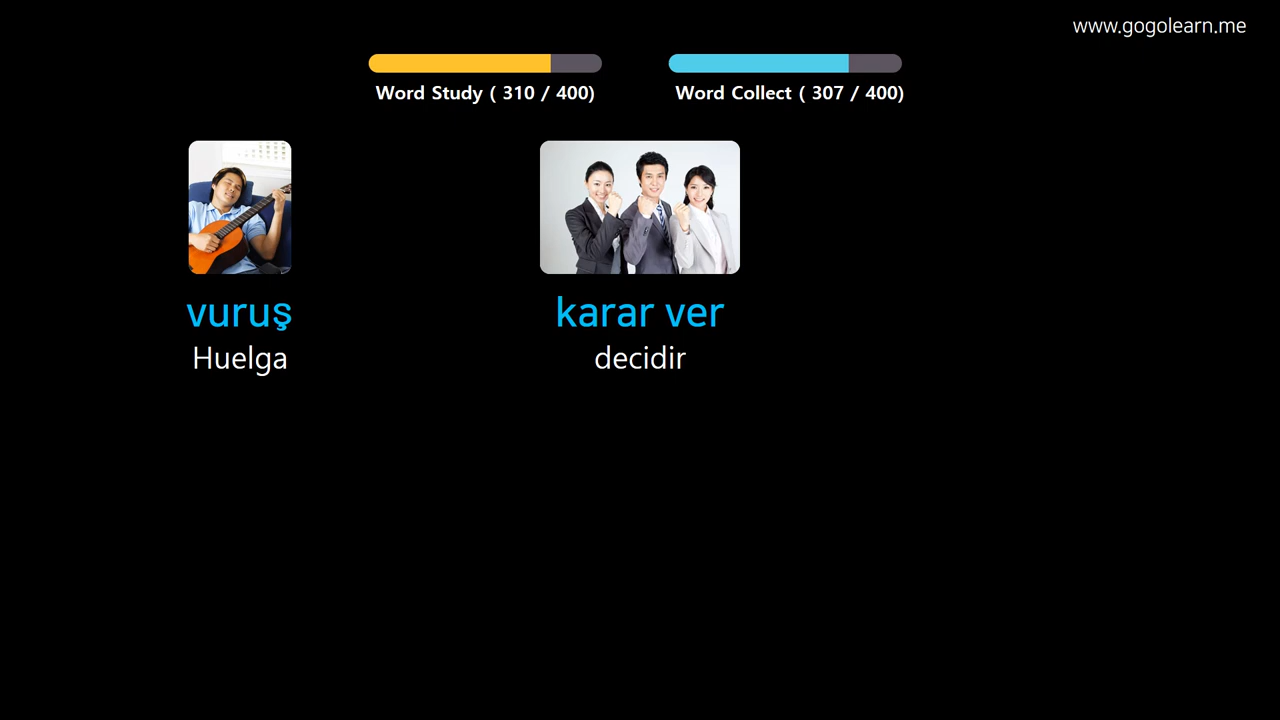 www.gogolearn.me
Word Study ( 310 / 400)
Word Collect ( 307 / 400)
vuruş
Huelga
karar ver
decidir